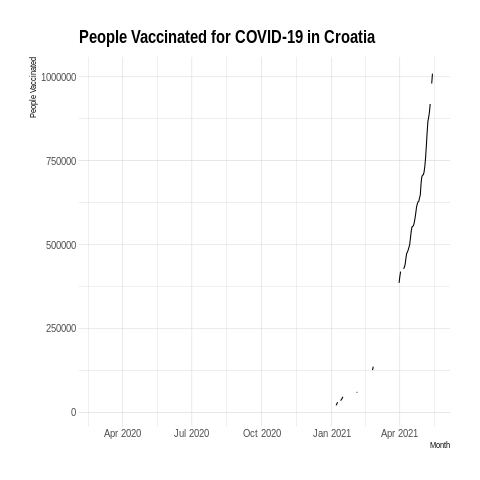 People Vaccinated for COVID-19 in Croatia
People Vaccinated
1000000
750000
500000
250000
0
Apr 2020 Jul 2020 Oct 2020 Jan 2021 Apr 2021
Month